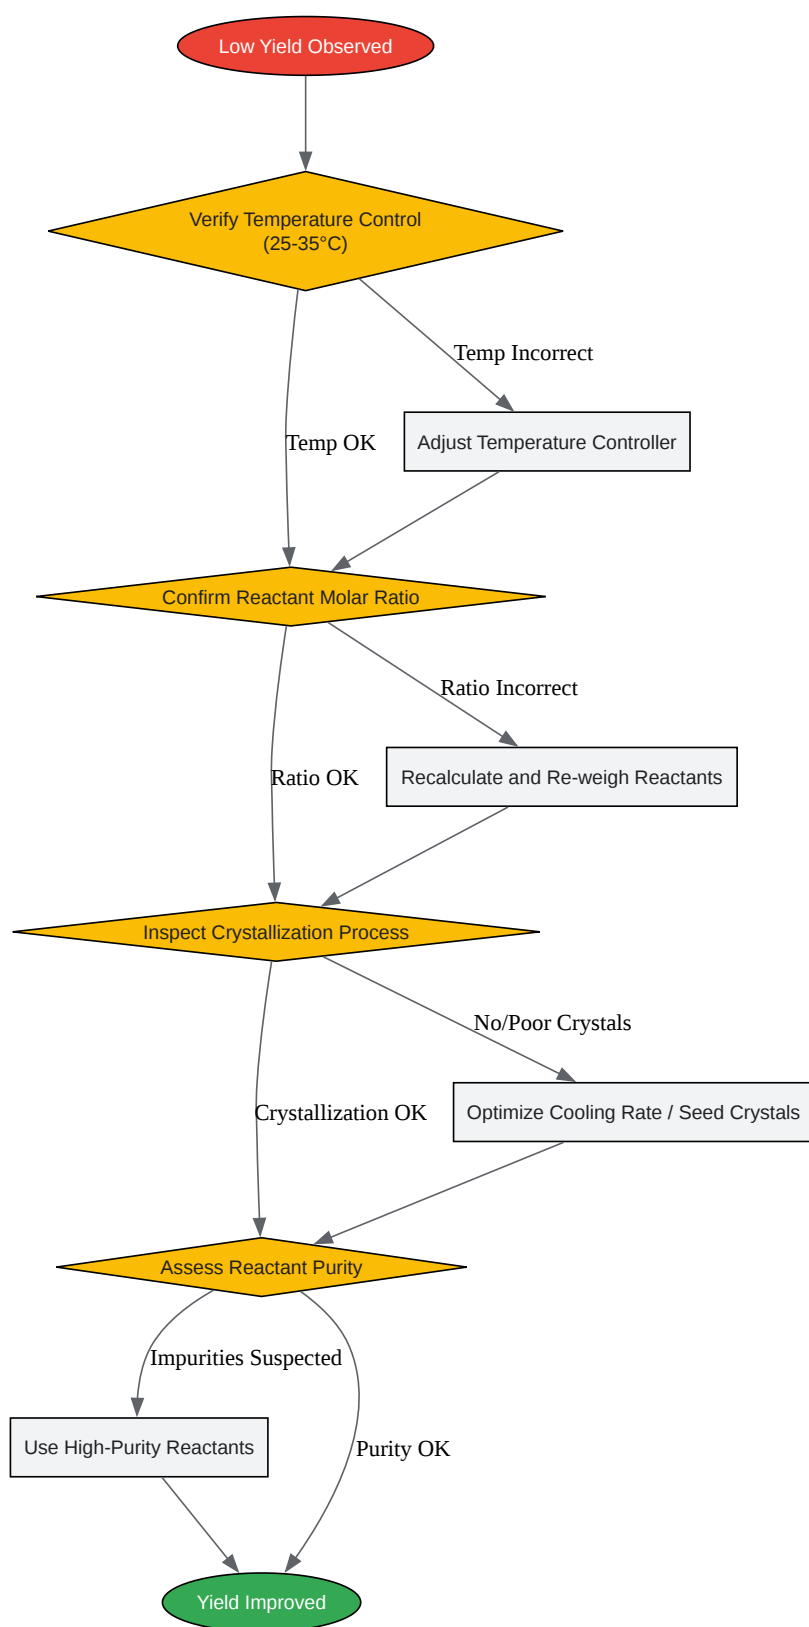 Low Yield Observed
Verify Temperature Control
(25-35°C)
Temp Incorrect
Temp OK
Adjust Temperature Controller
Confirm Reactant Molar Ratio
Ratio Incorrect
Ratio OK
Recalculate and Re-weigh Reactants
Inspect Crystallization Process
No/Poor Crystals
Crystallization OK
Optimize Cooling Rate / Seed Crystals
Assess Reactant Purity
Impurities Suspected
Use High-Purity Reactants
Purity OK
Yield Improved